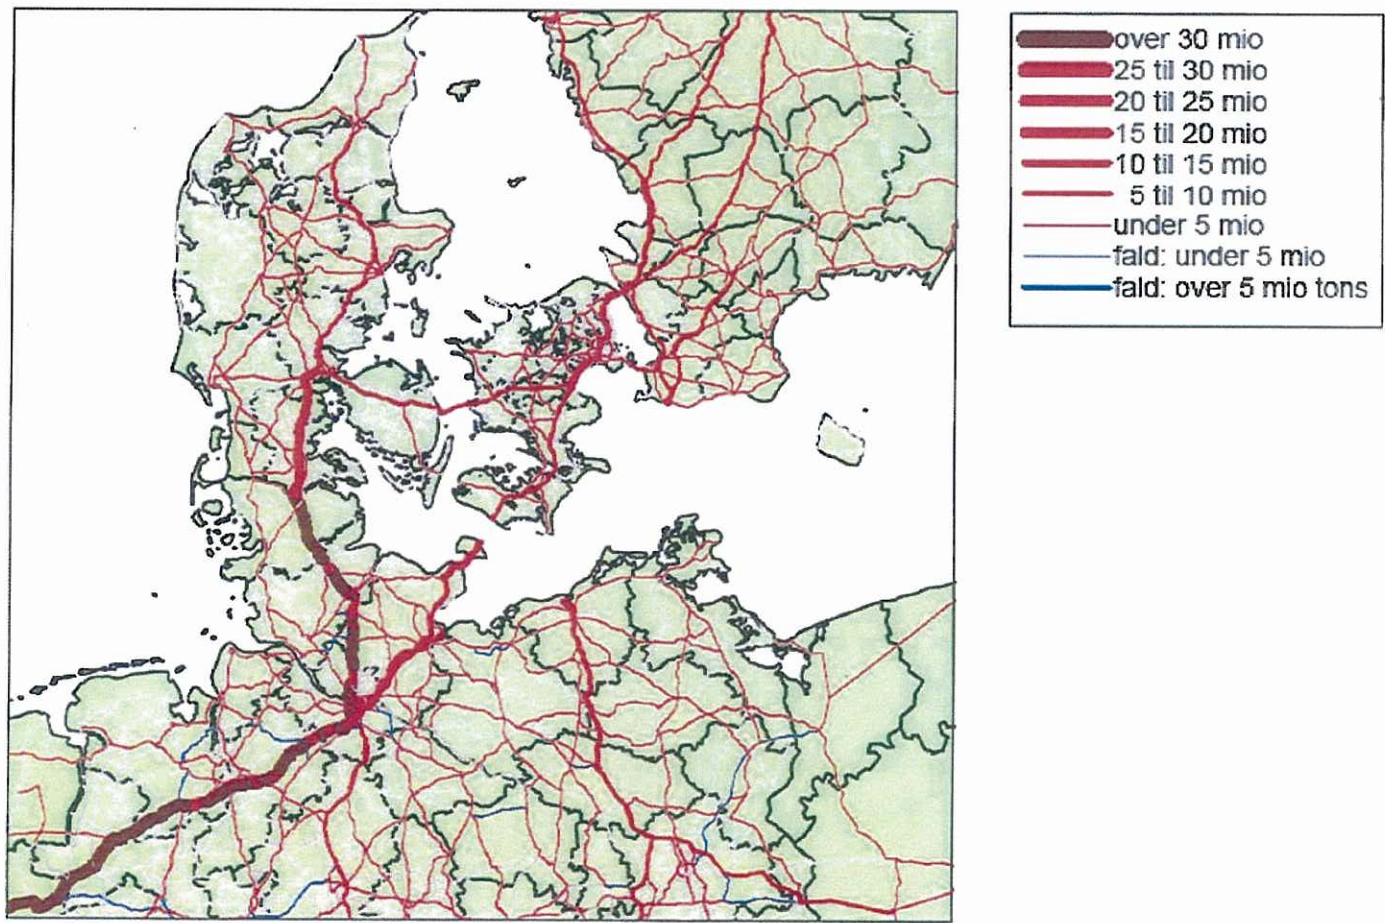 over 30 mio
25 til 30 mio
20 til 25 mio
15 til 20 mio
10 til 15 mio
5 til 10 mio
under 5 mio
fald: under 5 mio
fald: over 5 mio tons